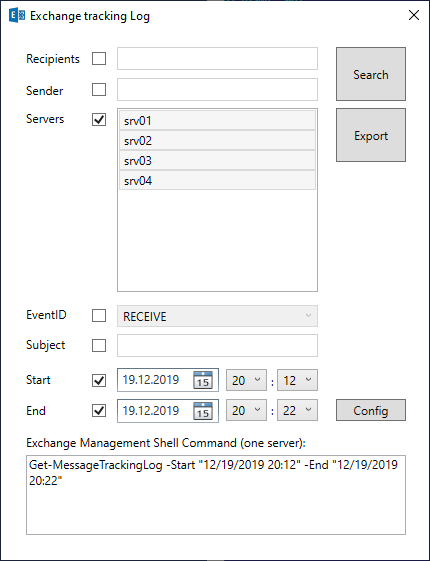 Exchange tracking Log
Recipients
Search
Sender
Servers
srv01
Export
srv02
srv03
srv04
EventID
RECEIVE
Subject
Start
19.12.2019 15 20 : 12
End
19.12.2019 15 20 : 22
Config
Exchange Management Shell Command (one server):
Get-MessageTrackingLog -Start "12/19/2019 20:12" -End "12/19/2019
20:22"